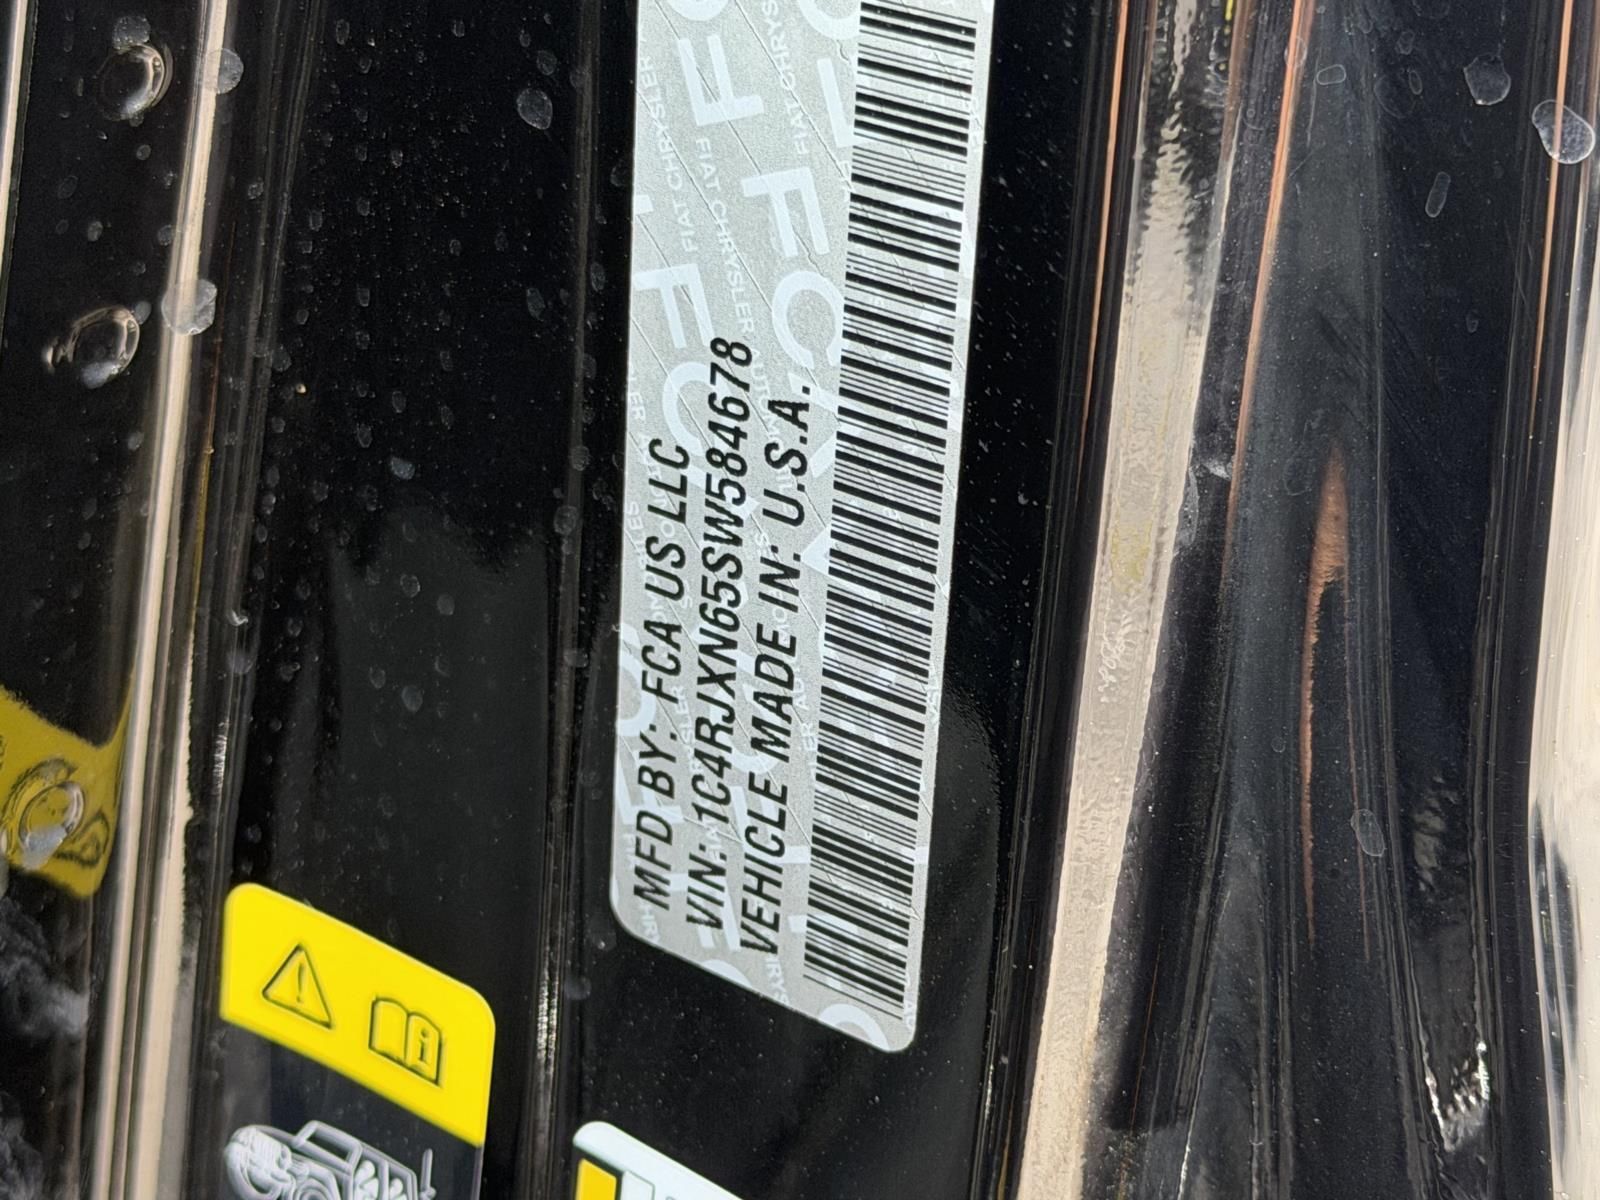 MFD BY: FCA US LLC
VIN: 1C4RJXN65SW584678
VEHICLE MADE IN: U.S.A.